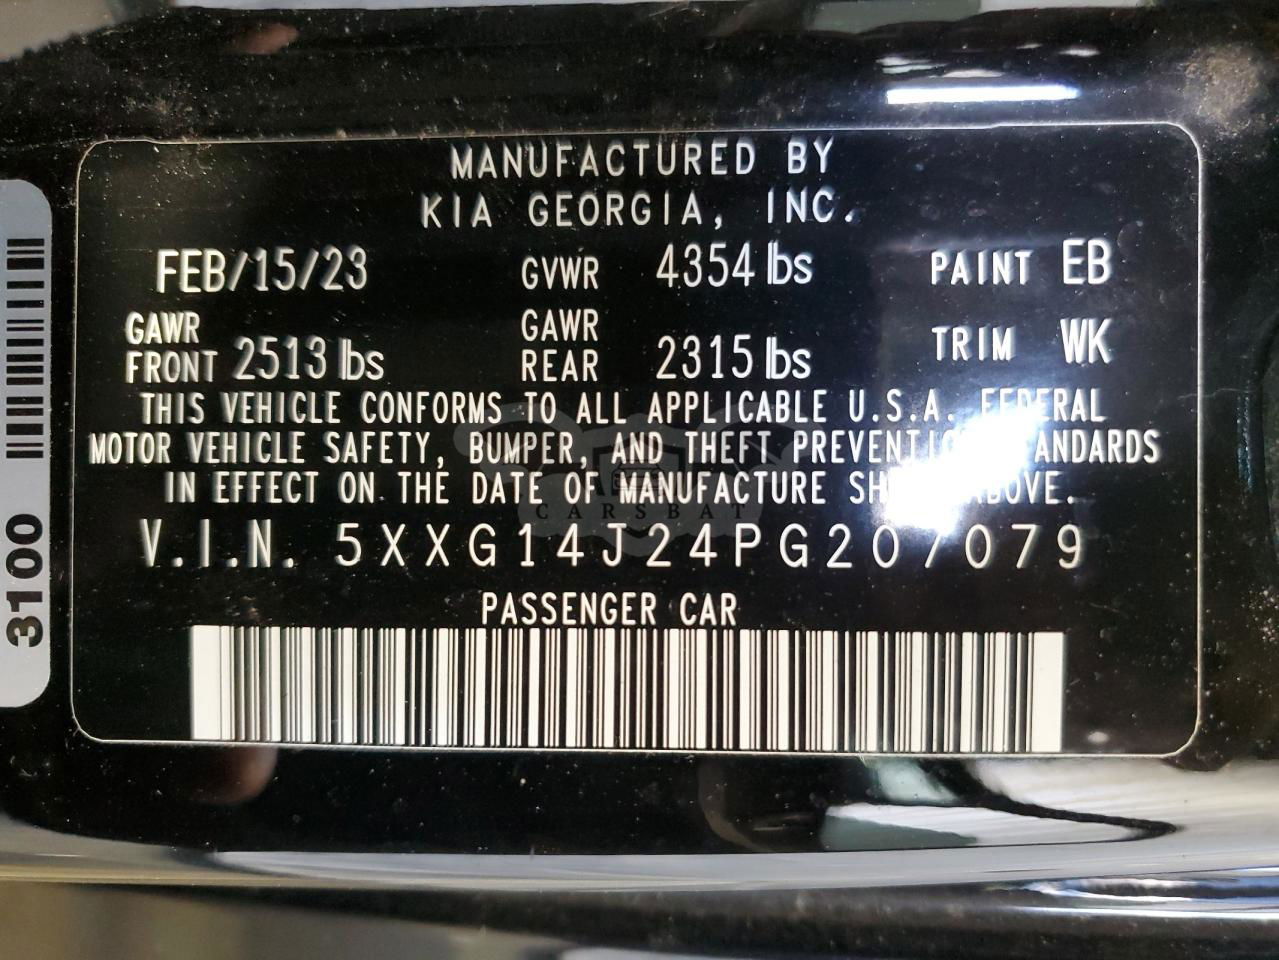 MANUFACTURED BY
KIA GEORGIA, INC.
FEB/15/23 GVWR 4354 lbs PAINT EB
GAWR FRONT 2513 lbs GAWR REAR 2315 lbs TRIM WK
THIS VEHICLE CONFORMS TO ALL APPLICABLE U.S.A. FEDERAL
MOTOR VEHICLE SAFETY, BUMPER, AND THEFT PREVENTION STANDARDS
IN EFFECT ON THE DATE OF MANUFACTURE SHOWN ABOVE.
V.I.N. 5XXG14J24PG207079
PASSENGER CAR
3100
CARSBAT